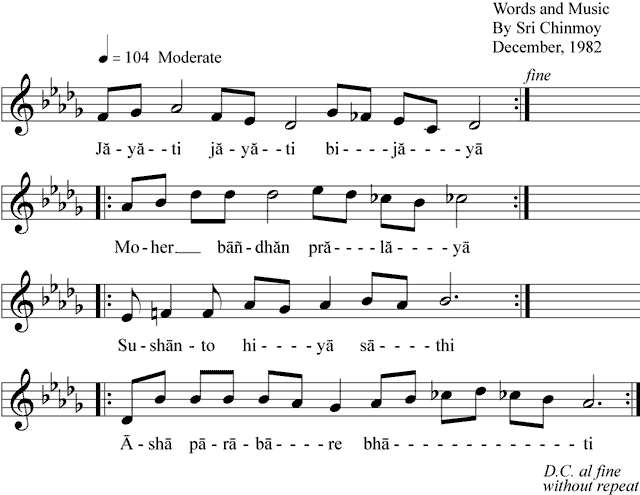 Words and Music
By Sri Chinmoy
December, 1982
♩ = 104 Moderate
fine
Jă - yă - - ti jă - yă - - ti bi - - - - jă - - - - yā
Mo - her__ bāñ - dhăn pră - - - - lă - - - - yā
Su - shān - to hi - - - - yā sā - - - - thi
Ā - shā pā - ră - bā - - - - re bhā - - - - - - - - - - - - - - ti
D.C. al fine
without repeat